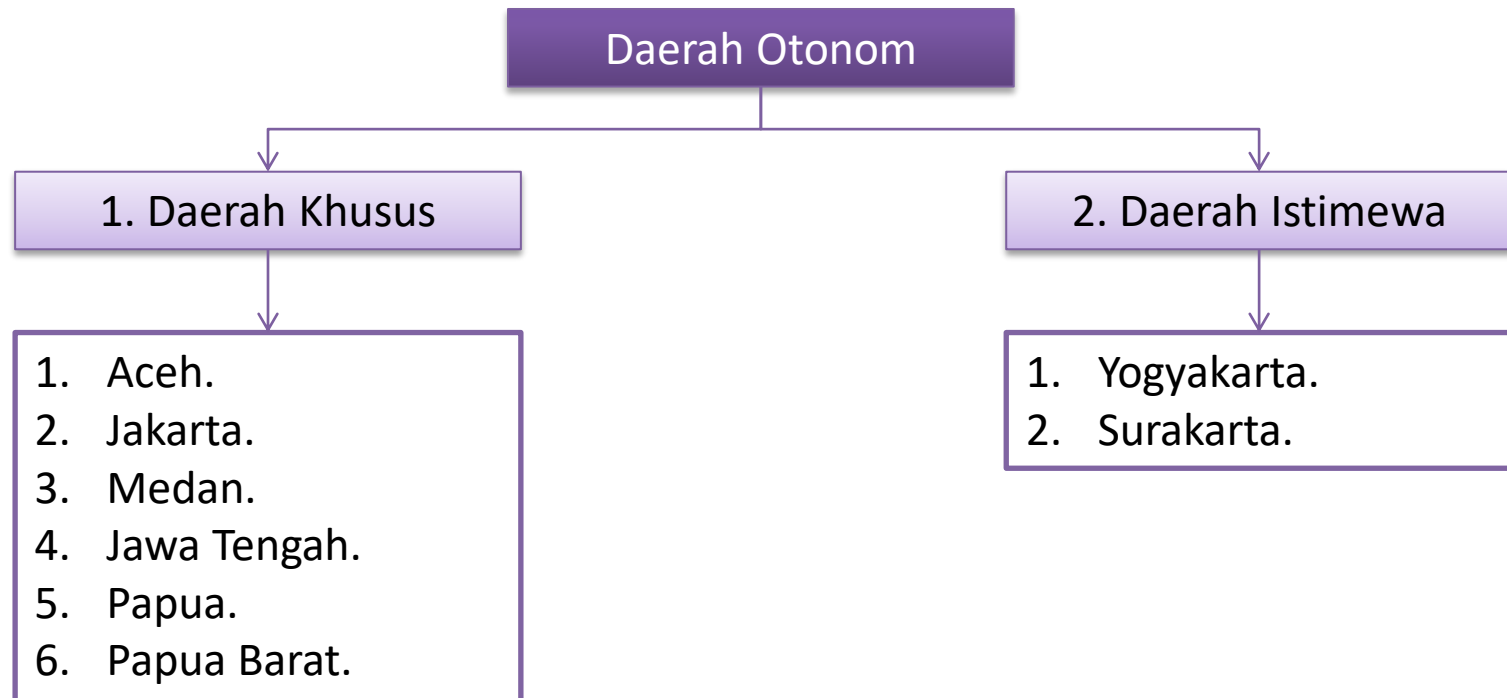 Daerah Otonom
1. Daerah Khusus
1. Aceh.
2. Jakarta.
3. Medan.
4. Jawa Tengah.
5. Papua.
6. Papua Barat.
2. Daerah Istimewa
1. Yogyakarta.
2. Surakarta.